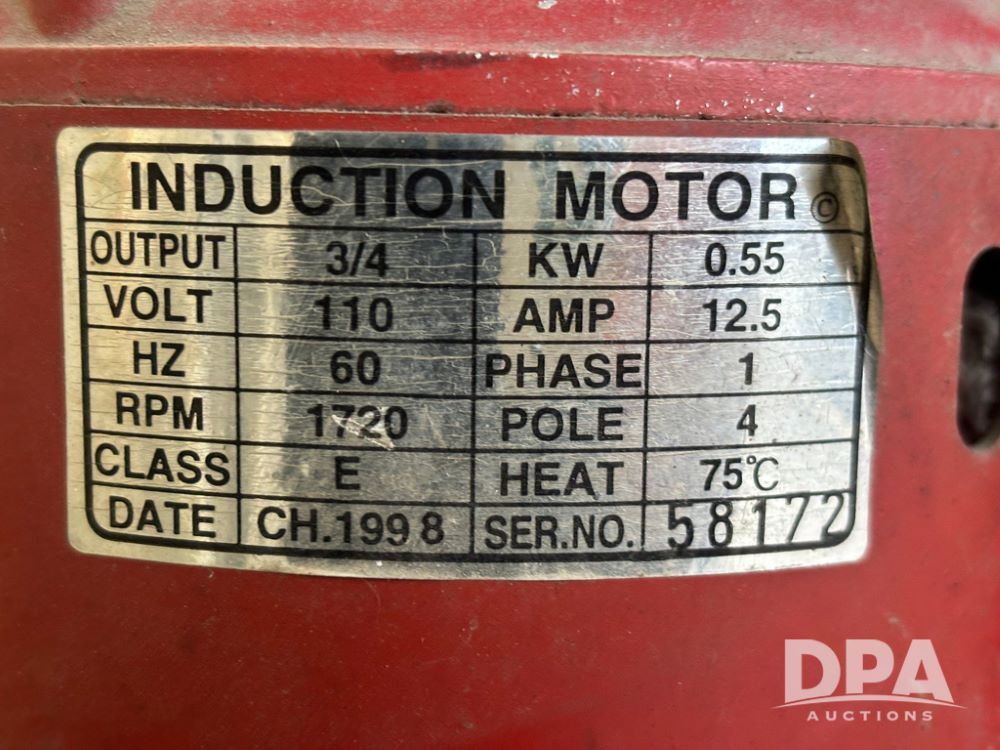 INDUCTION MOTOR ©
OUTPUT 3/4 KW 0.55
VOLT 110 AMP 12.5
HZ 60 PHASE 1
RPM 1720 POLE 4
CLASS E HEAT 75°C
DATE CH.1998 SER.NO. 58172
DPA
AUCTIONS